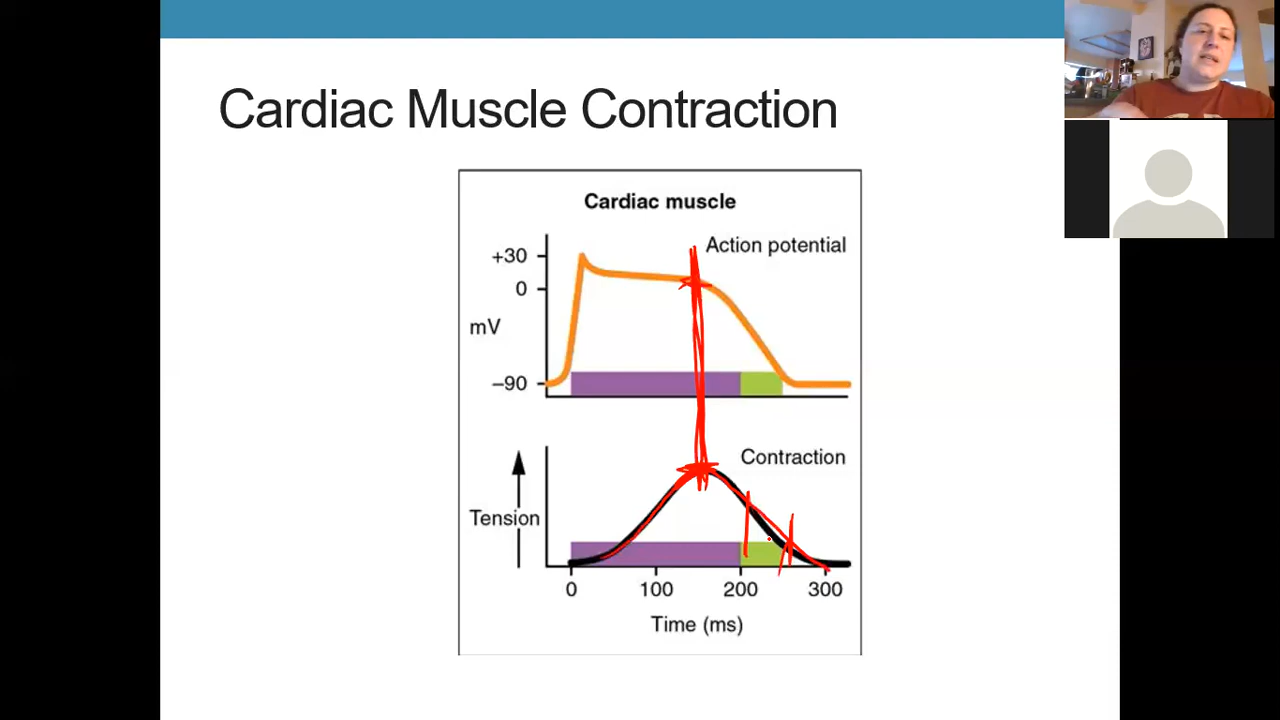 Cardiac Muscle Contraction
Cardiac muscle
Action potential
+30
0
mV
–90
Contraction
Tension
0 100 200 300
Time (ms)